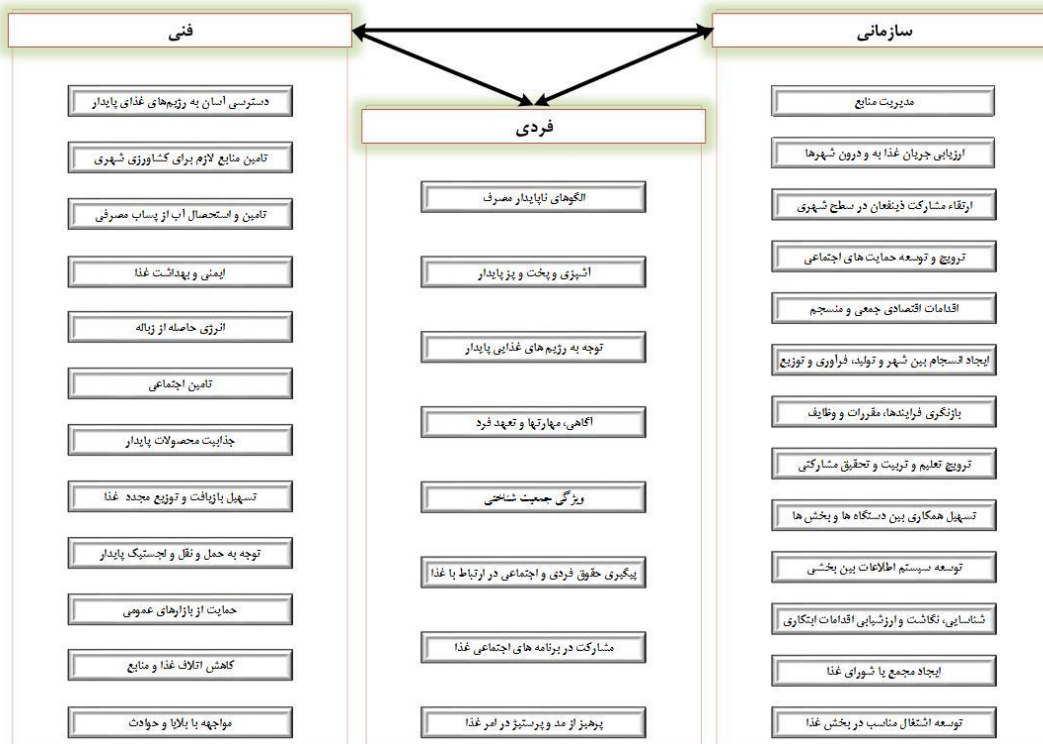 سازمانی
مدیریت منابع
ارزیابی جریان غذا به و درون شهرها
ارتقاء مشارکت ذینفعان در سطح شهری
ترویج و توسعه حمایت های اجتماعی
اقدامات اقتصادی جمعی و منسجم
ایجاد انسجام بین شهر و تولید، فرآوری و توزیع
بازنگری فرایندها، مقررات و وظایف
ترویج تعلیم و تربیت و تحقیق مشارکتی
تسهیل همکاری بین دستگاه ها و بخش ها
توسعه سیستم اطلاعات بین بخشی
شناسایی، نگاشت و ارزشیابی اقدامات ابتکاری
ایجاد مجمع یا شورای غذا
توسعه اشتغال مناسب در بخش غذا
فردی
الگوهای ناپایدار مصرف
آشپزی و پخت و پز پایدار
توجه به رژیم های غذایی پایدار
آگاهی، مهارتها و تعهد فرد
ویژگی جمعیت شناختی
پیگیری حقوق فردی و اجتماعی در ارتباط با غذا
مشارکت در برنامه های اجتماعی غذا
پرهیز از مد و پرستیژ در امر غذا
فنی
دسترسی آسان به رژیم‌های غذای پایدار
تامین منابع لازم برای کشاورزی شهری
تامین و استحصال آب از پساب مصرفی
ایمنی و بهداشت غذا
انرژی حاصله از زباله
تامین اجتماعی
جذابیت محصولات پایدار
تسهیل بازیافت و توزیع مجدد غذا
توجه به حمل و نقل و لجستیک پایدار
حمایت از بازارهای عمومی
کاهش اتلاف غذا و منابع
مواجهه با بلایا و حوادث